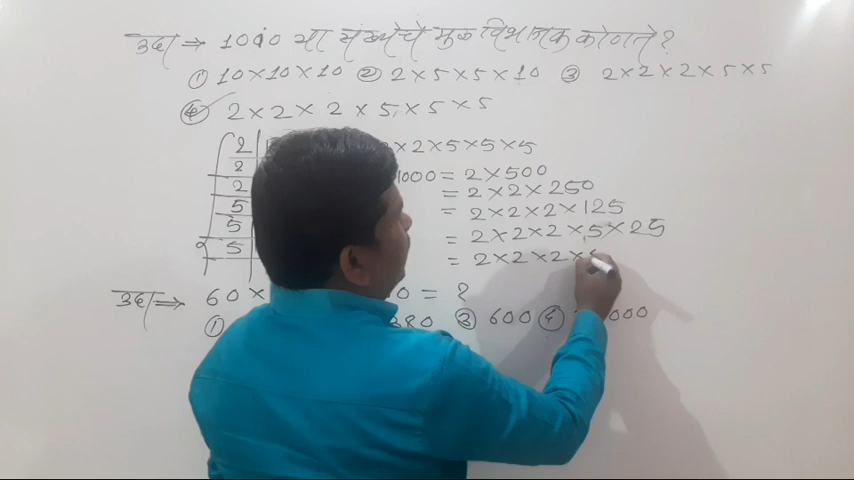 उदा ⇒ 1000 या संख्येचे मुळ विभाजक कोणते?
① 10×10×10 ② 2×5×5×10 ③ 2×2×2×5×5
④ 2×2×2×5×5×5
2 ×2×5×5×5
2 1000 = 2×500
2 = 2×2×250
5 = 2×2×2×125
5 = 2×2×2×5×25
5 = 2×2×2×
उदा ⇒ 60× 0 = ?
① 380 ③ 600 ④ 000